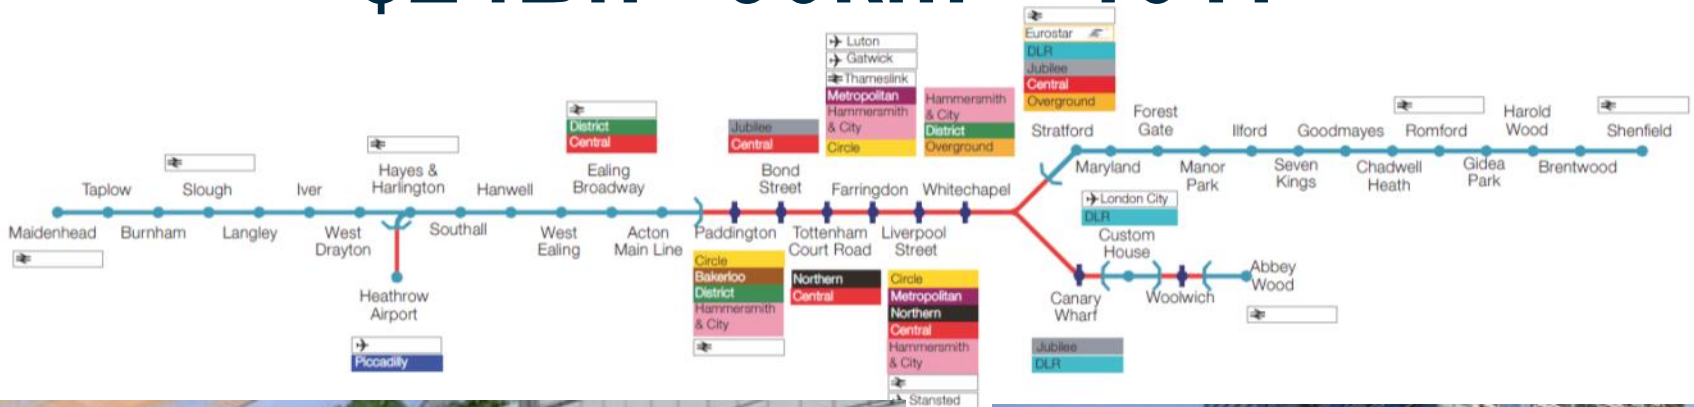 Luton
Gatwick
Thameslink
Metropolitan
Hammersmith
& City
Circle
Eurostar
DLR
Jubilee
Central
Overground
Hammersmith
& City
District
Overground
District
Central
Jubilee
Central
Taplow
Slough
Iver
Hayes &
Harlington
Hanwell
Ealing
Broadway
Bond
Street
Farringdon
Whitechapel
Stratford
Forest
Gate
Ilford
Goodmayes
Romford
Harold
Wood
Shenfield
Maryland
Manor
Park
Seven
Kings
Chadwell
Heath
Gidea
Park
Brentwood
Maidenhead
Burnham
Langley
West
Drayton
Southall
West
Ealing
Acton
Main Line
Paddington
Tottenham
Court Road
Liverpool
Street
London City
DLR
Custom
House
Canary
Wharf
Woolwich
Abbey
Wood
Heathrow
Airport
Piccadilly
Circle
Bakerloo
District
Hammersmith
& City
Northern
Central
Circle
Metropolitan
Northern
Central
Hammersmith
& City
Stansted
Jubilee
DLR